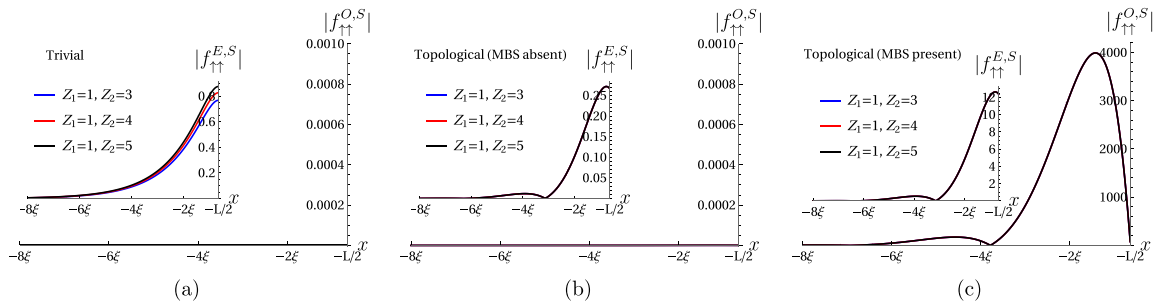 |f↑↑^{O,S}|
0.0010
0.0008
0.0006
0.0004
0.0002
Trivial
|f↑↑^{E,S}|
Z₁=1, Z₂=3
Z₁=1, Z₂=4
Z₁=1, Z₂=5
0.8
0.6
0.4
0.2
x
−8ξ −6ξ −4ξ −2ξ −L/2
x
−8ξ −6ξ −4ξ −2ξ −L/2
(a)
|f↑↑^{O,S}|
0.0010
0.0008
0.0006
0.0004
0.0002
Topological (MBS absent)
|f↑↑^{E,S}|
Z₁=1, Z₂=3
Z₁=1, Z₂=4
Z₁=1, Z₂=5
0.25
0.20
0.15
0.10
0.05
x
−8ξ −6ξ −4ξ −2ξ −L/2
x
−8ξ −6ξ −4ξ −2ξ −L/2
(b)
|f↑↑^{O,S}|
4000
3000
2000
1000
Topological (MBS present)
|f↑↑^{E,S}|
Z₁=1, Z₂=3
Z₁=1, Z₂=4
Z₁=1, Z₂=5
12
10
8
6
4
2
x
−8ξ −6ξ −4ξ −2ξ −L/2
x
−8ξ −6ξ −4ξ −2ξ −L/2
(c)